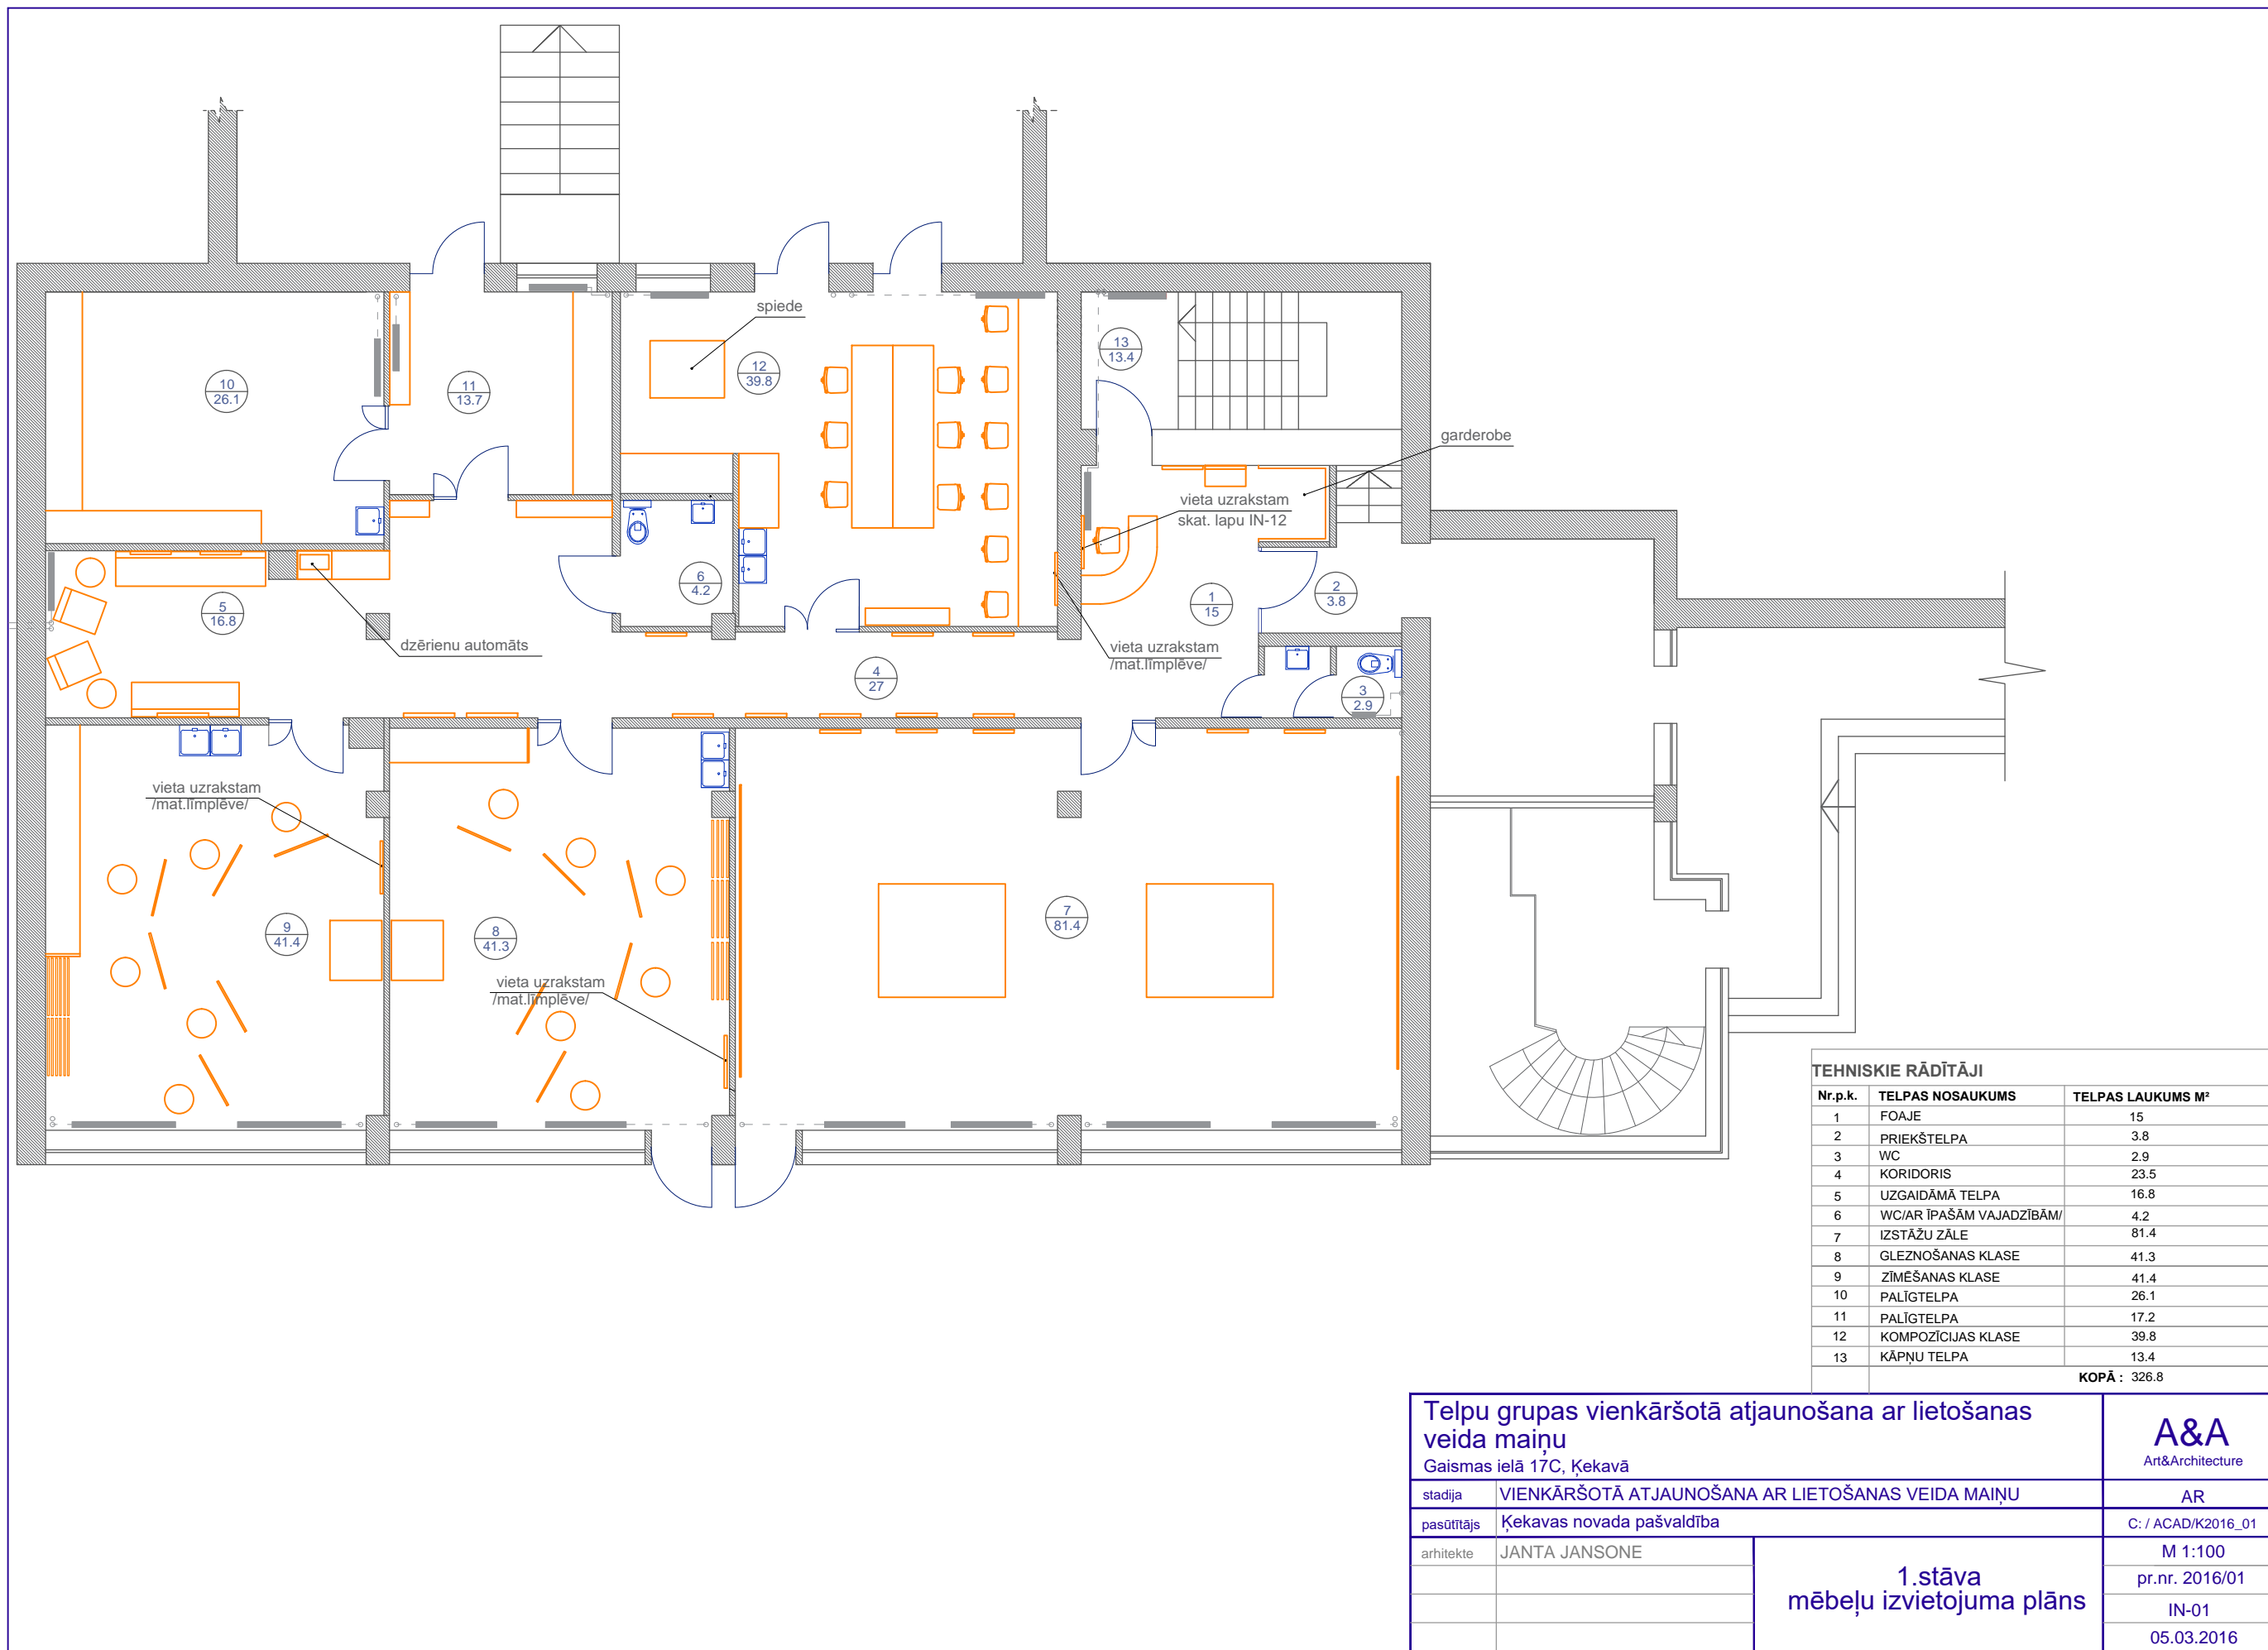 spiede
13
13.4
12
39.8
10
26.1
11
13.7
garderobe
vieta uzrakstam
skat. lapu IN-12
6
4.2
2
3.8
1
15
5
16.8
dzērienu automāts
vieta uzrakstam
/mat.līmplēve/
4
27
3
2.9
vieta uzrakstam
/mat.līmplēve/
9
41.4
8
41.3
7
81.4
vieta uzrakstam
/mat.līmplēve/
TEHNISKIE RĀDĪTĀJI
Nr.p.k. TELPAS NOSAUKUMS TELPAS LAUKUMS M²
1 FOAJE 15
2 PRIEKŠTELPA 3.8
3 WC 2.9
4 KORIDORIS 23.5
5 UZGAIDĀMĀ TELPA 16.8
6 WC/AR ĪPAŠĀM VAJADZĪBĀM/ 4.2
7 IZSTĀŽU ZĀLE 81.4
8 GLEZNOŠANAS KLASE 41.3
9 ZĪMĒŠANAS KLASE 41.4
10 PALĪGTELPA 26.1
11 PALĪGTELPA 17.2
12 KOMPOZĪCIJAS KLASE 39.8
13 KĀPŅU TELPA 13.4
KOPĀ : 326.8
Telpu grupas vienkāršotā atjaunošana ar lietošanas
veida maiņu
Gaismas ielā 17C, Ķekavā
A&A
Art&Architecture
stadija VIENKĀRŠOTĀ ATJAUNOŠANA AR LIETOŠANAS VEIDA MAIŅU AR
pasūtītājs Ķekavas novada pašvaldība C: / ACAD/K2016_01
arhitekte JANTA JANSONE
1.stāva
mēbeļu izvietojuma plāns
M 1:100
pr.nr. 2016/01
IN-01
05.03.2016